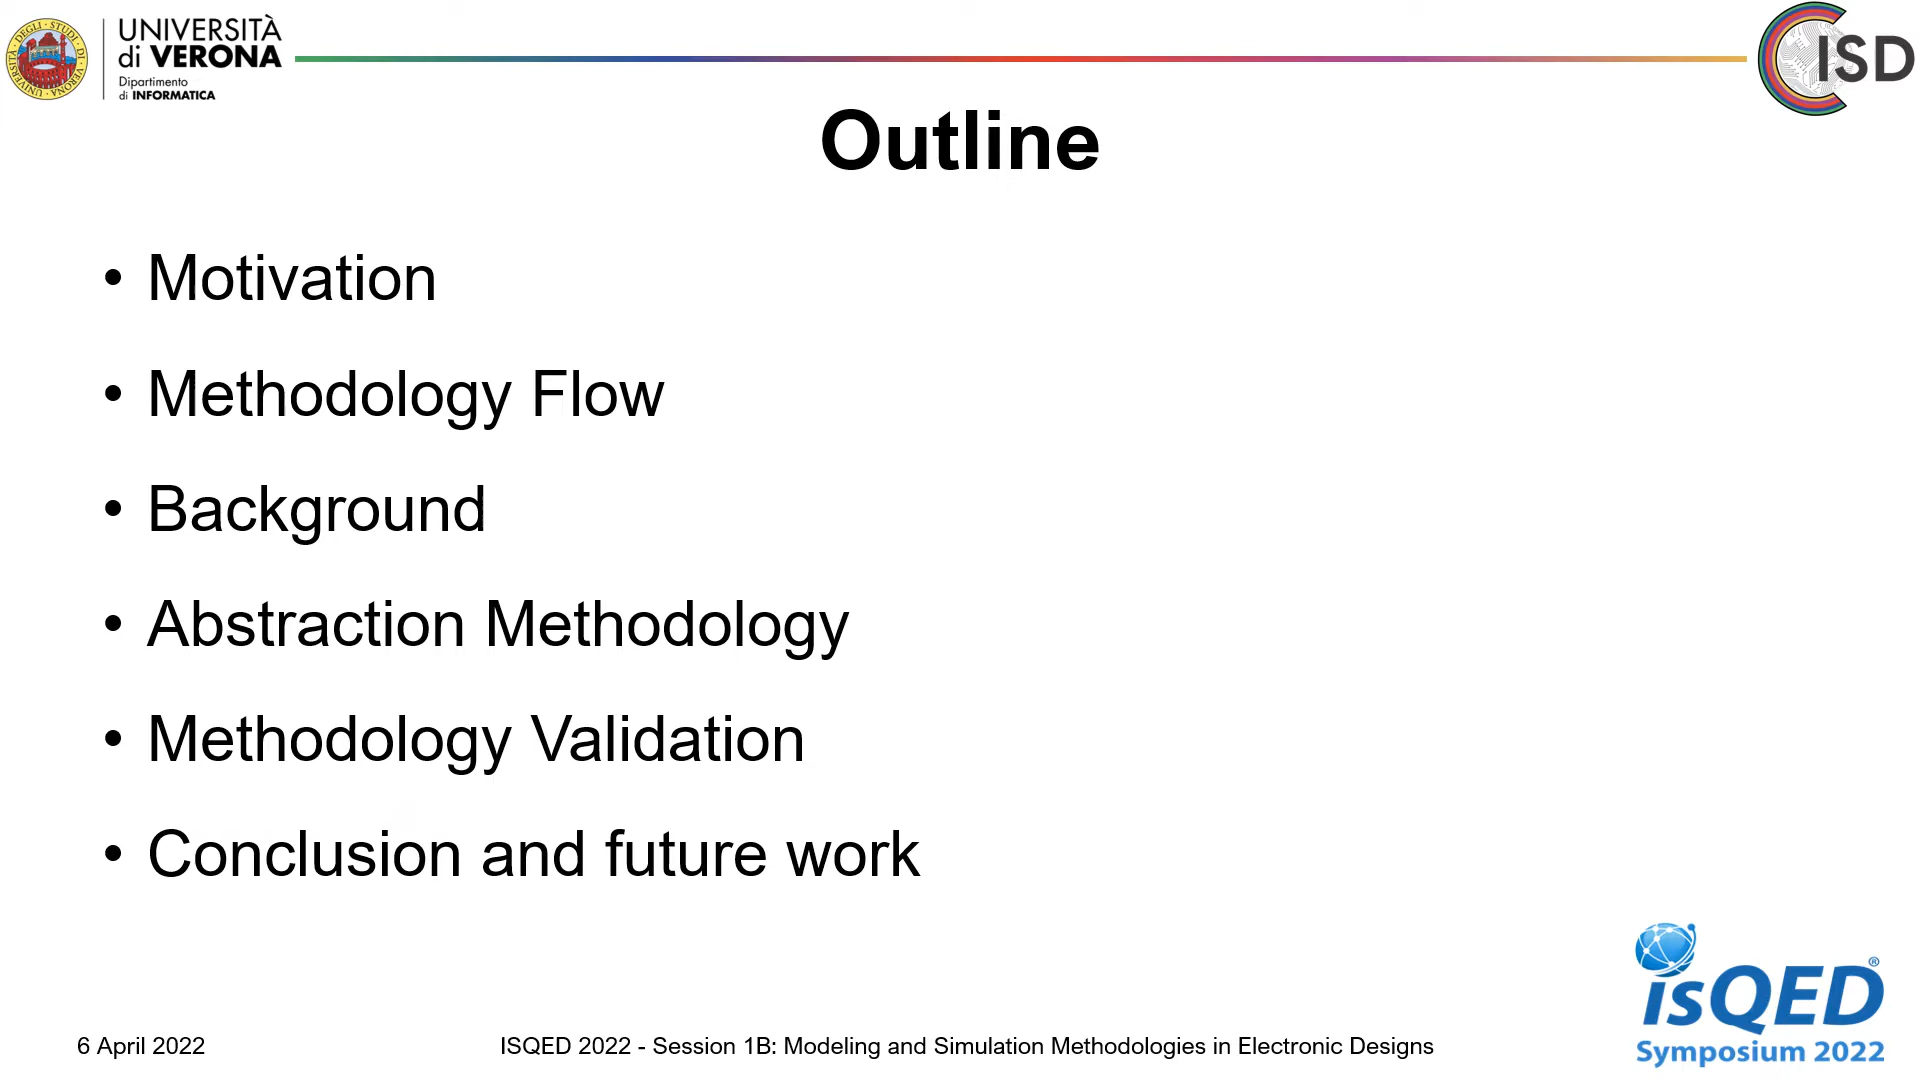 UNIVERSITÀ
di VERONA
Dipartimento
di INFORMATICA
CISD
Outline
• Motivation
• Methodology Flow
• Background
• Abstraction Methodology
• Methodology Validation
• Conclusion and future work
isQED®
Symposium 2022
6 April 2022
ISQED 2022 - Session 1B: Modeling and Simulation Methodologies in Electronic Designs